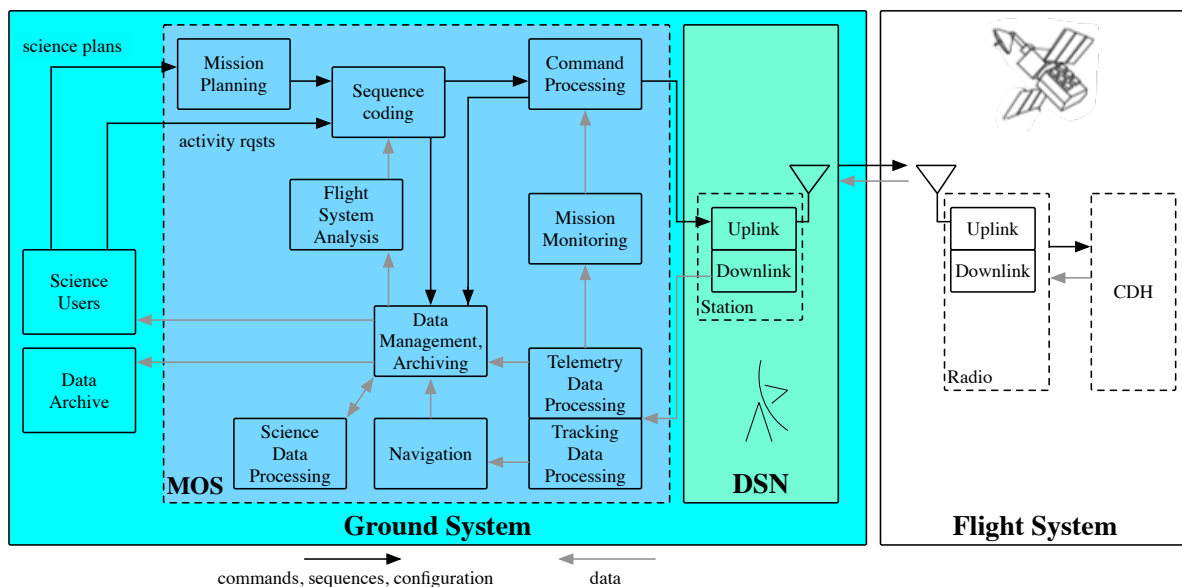 science plans
Mission
Planning
Sequence
coding
Command
Processing
activity rqsts
Flight
System
Analysis
Mission
Monitoring
Uplink
Downlink
Station
Uplink
Downlink
CDH
Radio
Science
Users
Data
Management,
Archiving
Data
Archive
Telemetry
Data
Processing
Science
Data
Processing
Navigation
Tracking
Data
Processing
MOS
DSN
Ground System
Flight System
commands, sequences, configuration
data